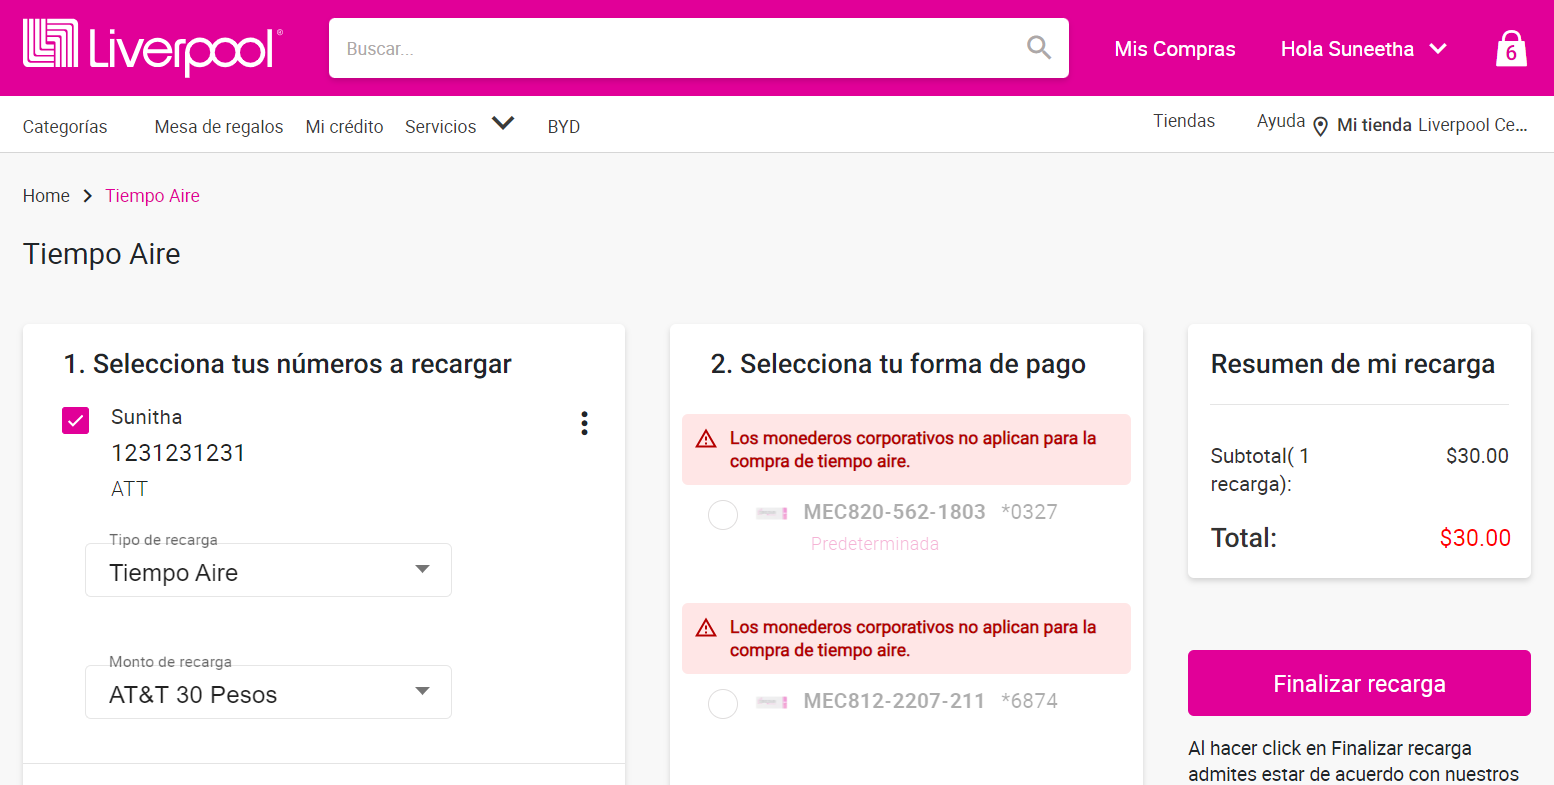 Liverpool®
Buscar...
Mis Compras
Hola Suneetha
6
Categorías
Mesa de regalos
Mi crédito
Servicios
BYD
Tiendas
Ayuda
Mi tienda Liverpool Ce...
Home
Tiempo Aire
Tiempo Aire
1. Selecciona tus números a recargar
Sunitha
1231231231
ATT
Tipo de recarga
Tiempo Aire
Monto de recarga
AT&T 30 Pesos
2. Selecciona tu forma de pago
Los monederos corporativos no aplican para la
compra de tiempo aire.
MEC820-562-1803 *0327
Predeterminada
Los monederos corporativos no aplican para la
compra de tiempo aire.
MEC812-2207-211 *6874
Resumen de mi recarga
Subtotal( 1 $30.00
recarga):
Total: $30.00
Finalizar recarga
Al hacer click en Finalizar recarga
admites estar de acuerdo con nuestros